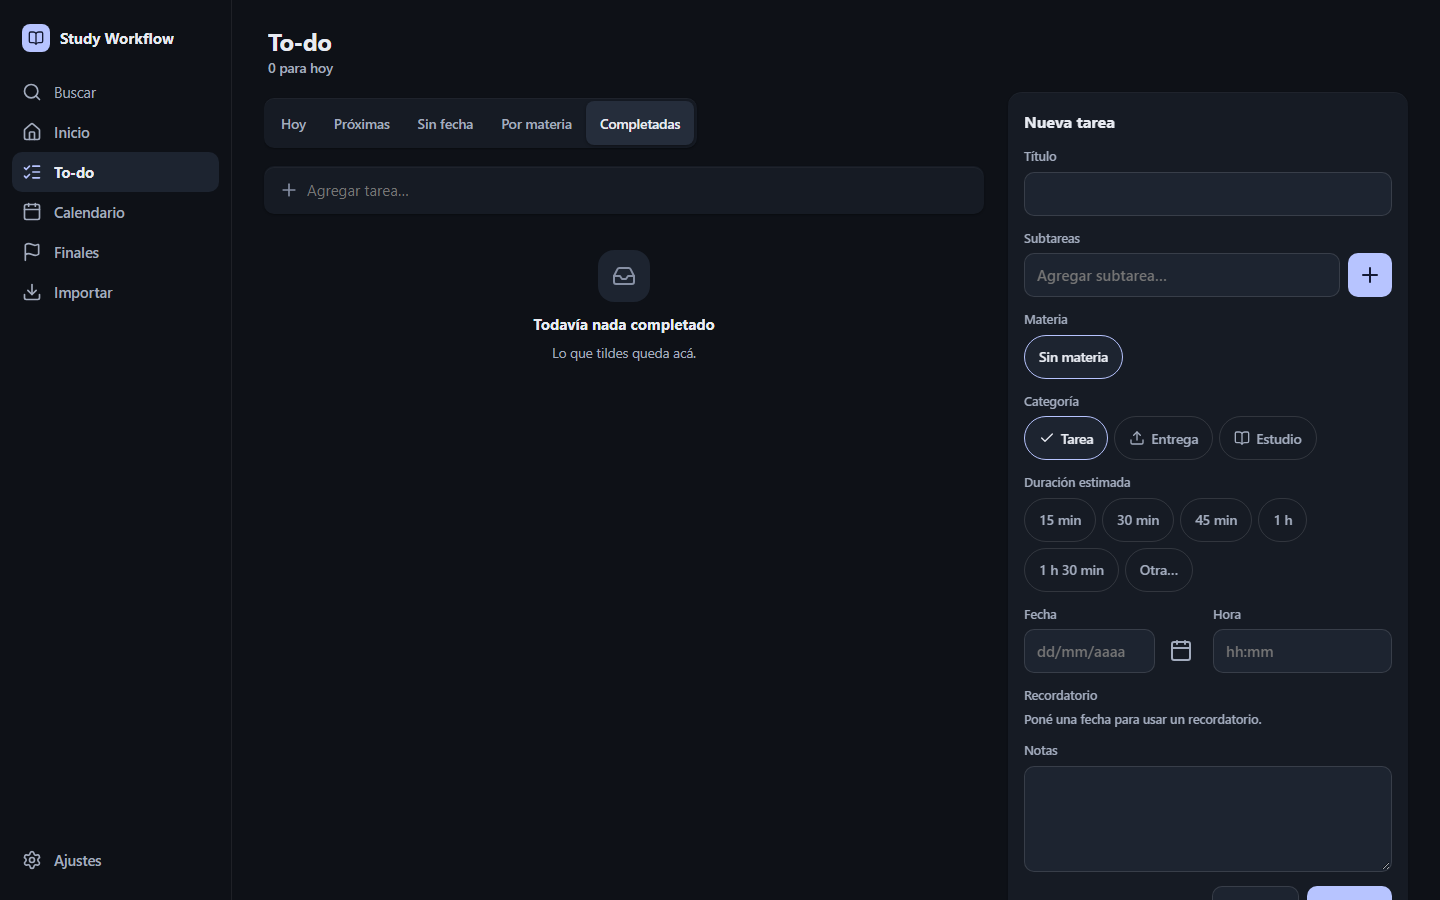 Study Workflow
Buscar
Inicio
To-do
Calendario
Finales
Importar
Ajustes
To-do
0 para hoy
Hoy
Próximas
Sin fecha
Por materia
Completadas
Agregar tarea...
Todavía nada completado
Lo que tildes queda acá.
Nueva tarea
Título
Subtareas
Agregar subtarea...
Materia
Sin materia
Categoría
Tarea
Entrega
Estudio
Duración estimada
15 min
30 min
45 min
1 h
1 h 30 min
Otra...
Fecha
Hora
dd/mm/aaaa
hh:mm
Recordatorio
Poné una fecha para usar un recordatorio.
Notas